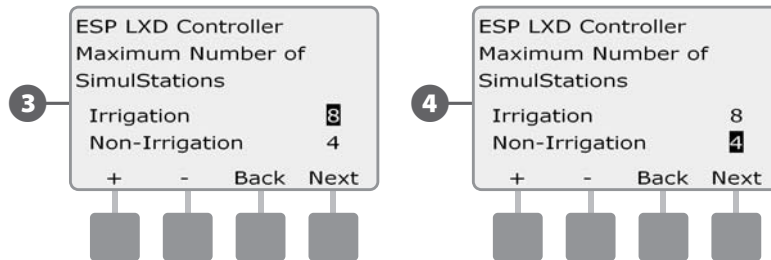 3
ESP LXD Controller
Maximum Number of
SimulStations
Irrigation 8
Non-Irrigation 4
+ - Back Next
4
ESP LXD Controller
Maximum Number of
SimulStations
Irrigation 8
Non-Irrigation 4
+ - Back Next